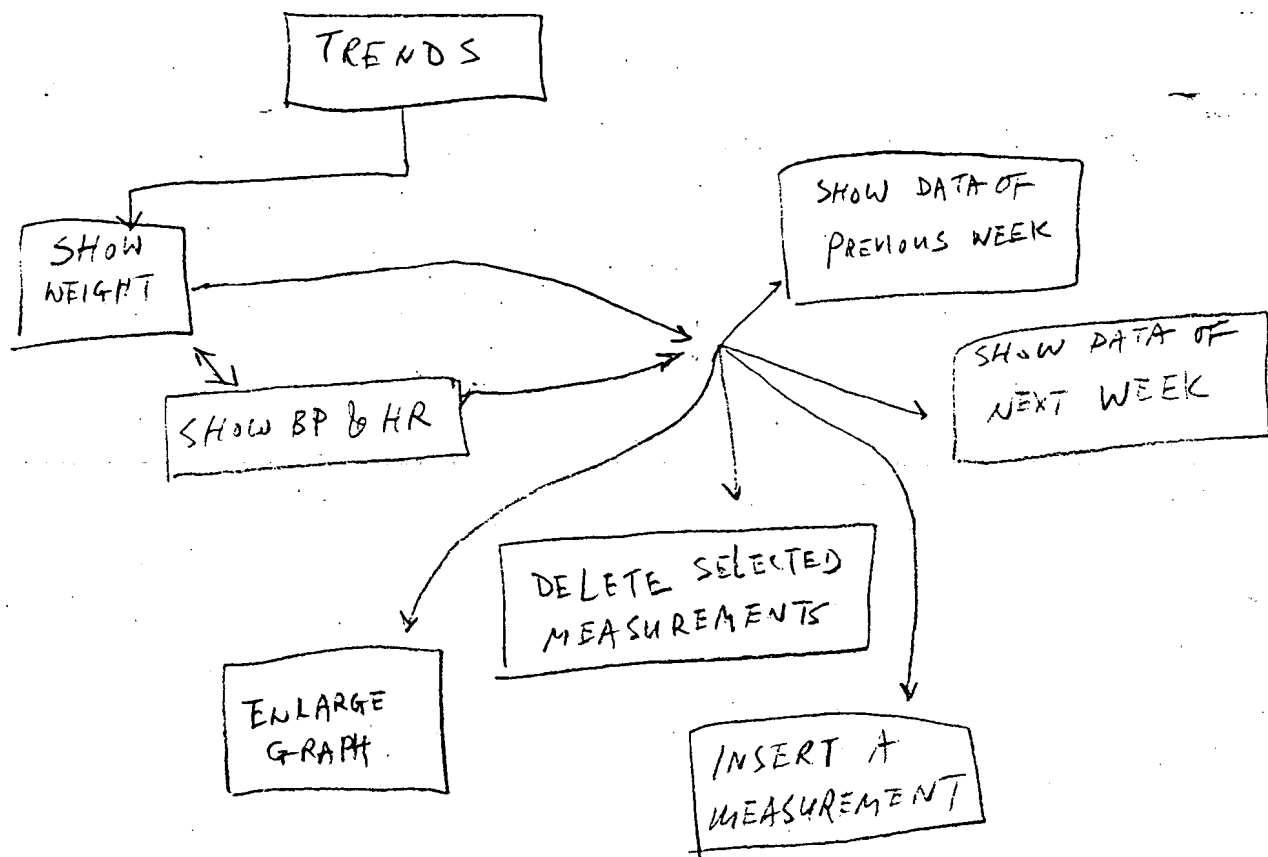 TRENDS
SHOW DATA OF
PREVIOUS WEEK
SHOW
WEIGHT
SHOW DATA OF
NEXT WEEK
SHOW BP & HR
DELETE SELECTED
MEASUREMENTS
ENLARGE
GRAPH
INSERT A
MEASUREMENT